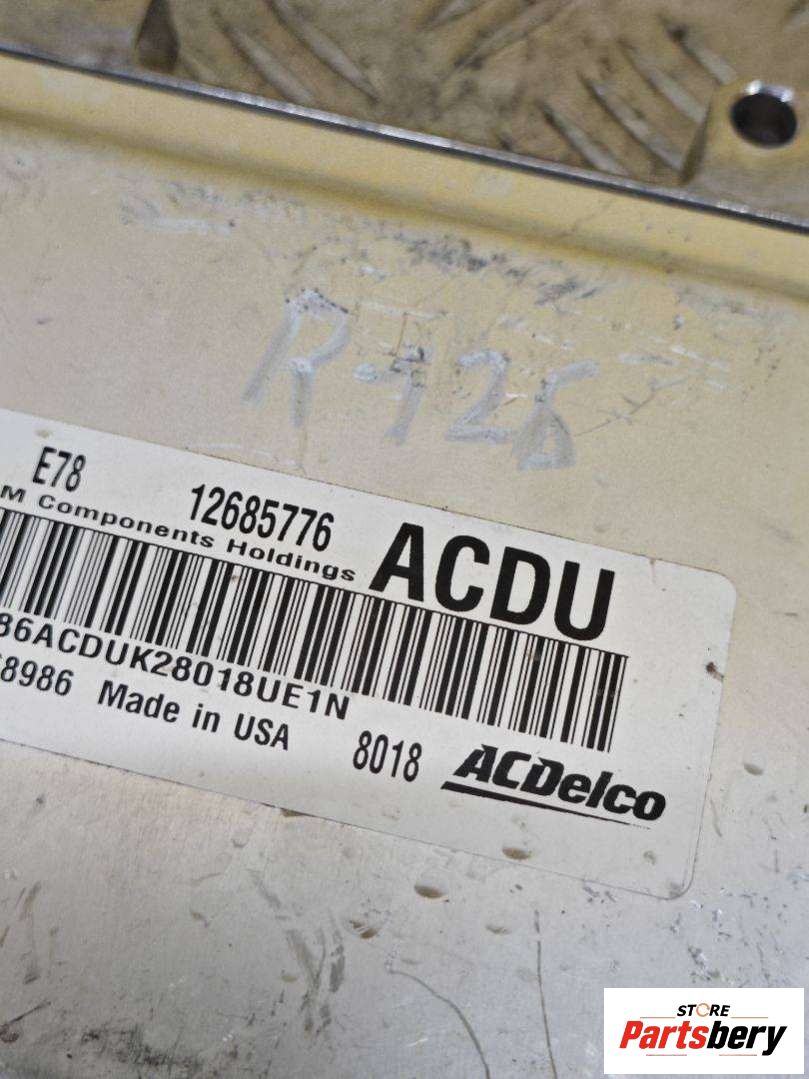 R-126
E78 12685776 ACDU
M Components Holdings
86ACDUK28018UE1N
8986 Made in USA 8018 ACDelco
STORE
Partsbery